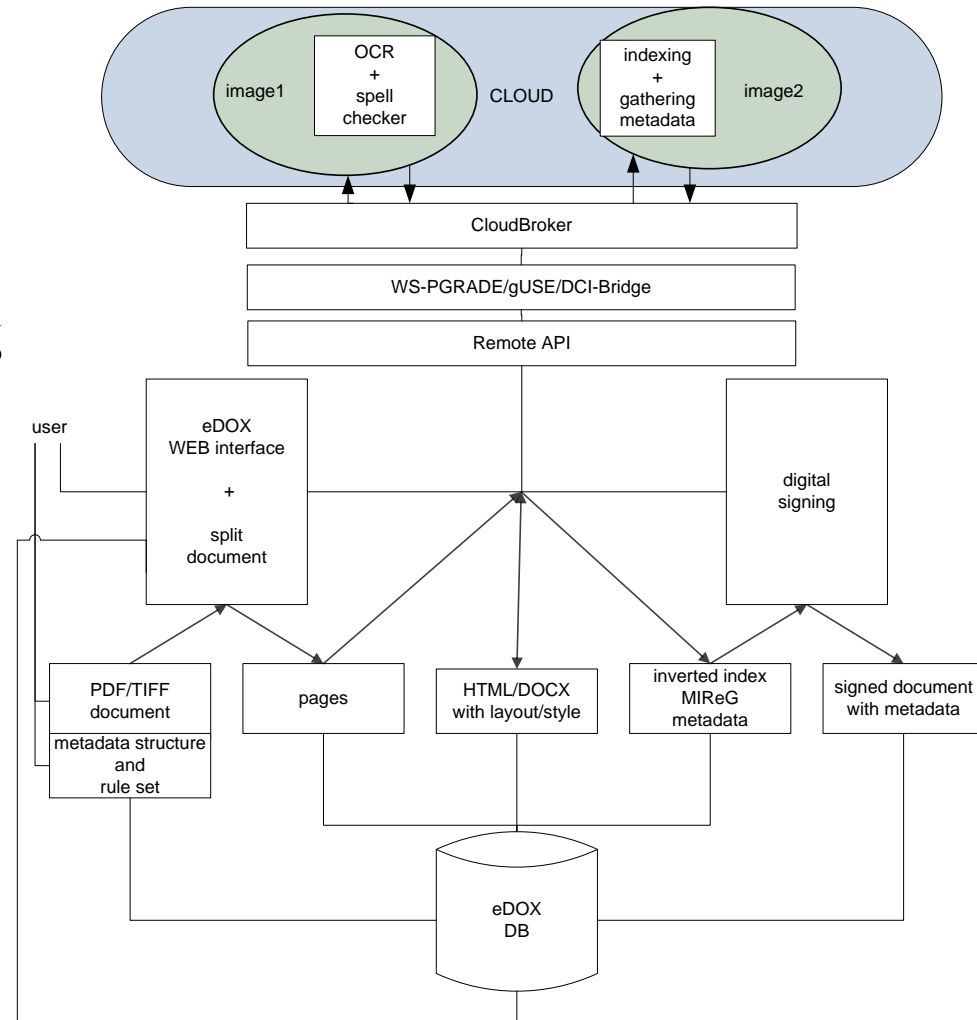 image1
OCR
+
spell
checker
CLOUD
indexing
+
gathering
metadata
image2
CloudBroker
WS-PGRADE/gUSE/DCI-Bridge
Remote API
user
eDOX
WEB interface
+
split
document
digital
signing
PDF/TIFF
document
metadata structure
and
rule set
pages
HTML/DOCX
with layout/style
inverted index
MIReG
metadata
signed document
with metadata
eDOX
DB